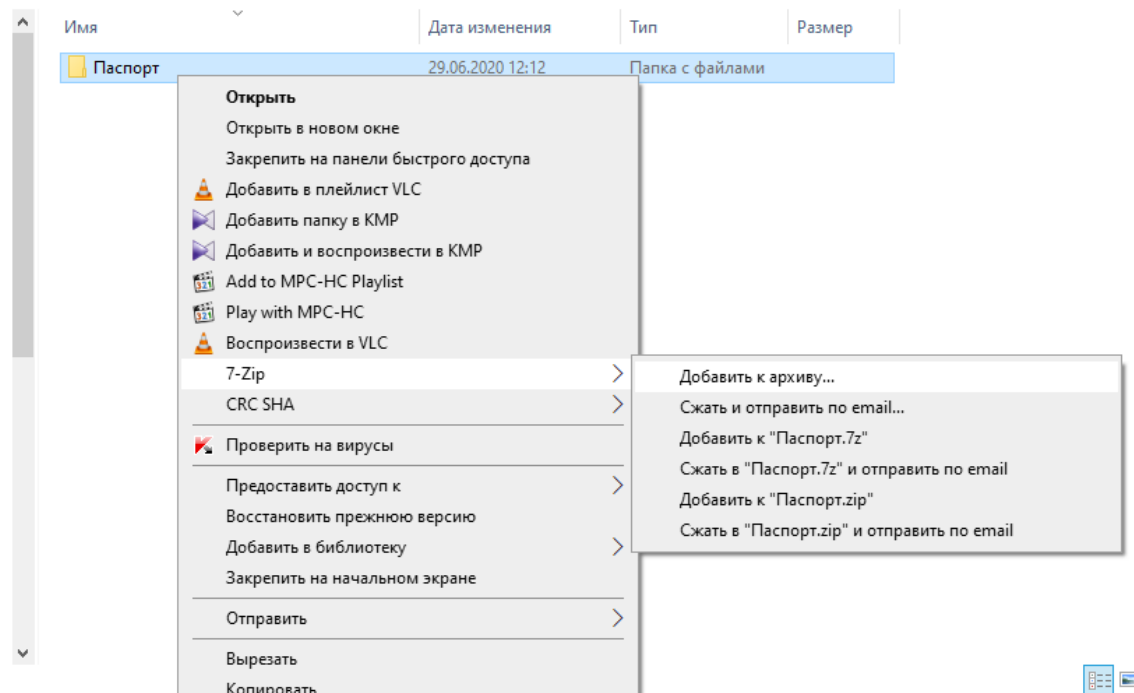 Имя Дата изменения Тип Размер
Паспорт 29.06.2020 12:12 Папка с файлами
Открыть
Открыть в новом окне
Закрепить на панели быстрого доступа
Добавить в плейлист VLC
Добавить папку в KMP
Добавить и воспроизвести в KMP
Add to MPC-HC Playlist
Play with MPC-HC
Воспроизвести в VLC
7-Zip
CRC SHA
Проверить на вирусы
Предоставить доступ к
Восстановить прежнюю версию
Добавить в библиотеку
Закрепить на начальном экране
Отправить
Вырезать
Копировать
Добавить к архиву...
Сжать и отправить по email...
Добавить к "Паспорт.7z"
Сжать в "Паспорт.7z" и отправить по email
Добавить к "Паспорт.zip"
Сжать в "Паспорт.zip" и отправить по email